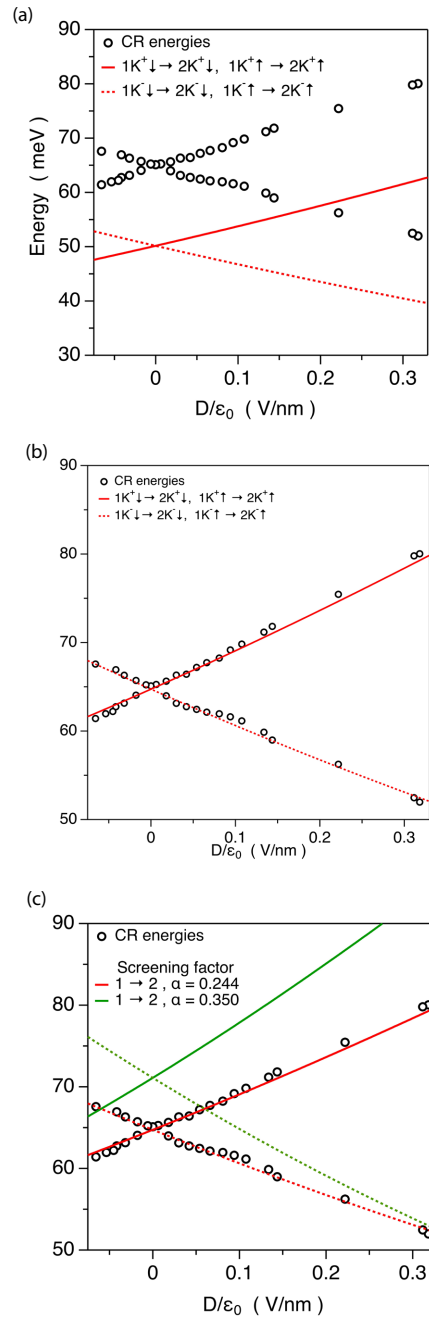 (a)
CR energies
1K⁺↓→ 2K⁺↓, 1K⁺↑ → 2K⁺↑
1K⁻↓→ 2K⁻↓, 1K⁻↑ → 2K⁻↑
80
70
60
50
40
30
Energy ( meV )
0
0.1
0.2
0.3
D/ε₀ ( V/nm )
(b)
90
CR energies
1K⁺↓→ 2K⁺↓, 1K⁺↑ → 2K⁺↑
1K⁻↓→ 2K⁻↓, 1K⁻↑ → 2K⁻↑
80
70
60
50
0
0.1
0.2
0.3
D/ε₀ ( V/nm )
(c)
90
CR energies
Screening factor
1 → 2 , α = 0.244
1 → 2 , α = 0.350
80
70
60
50
0
0.1
0.2
0.3
D/ε₀ ( V/nm )